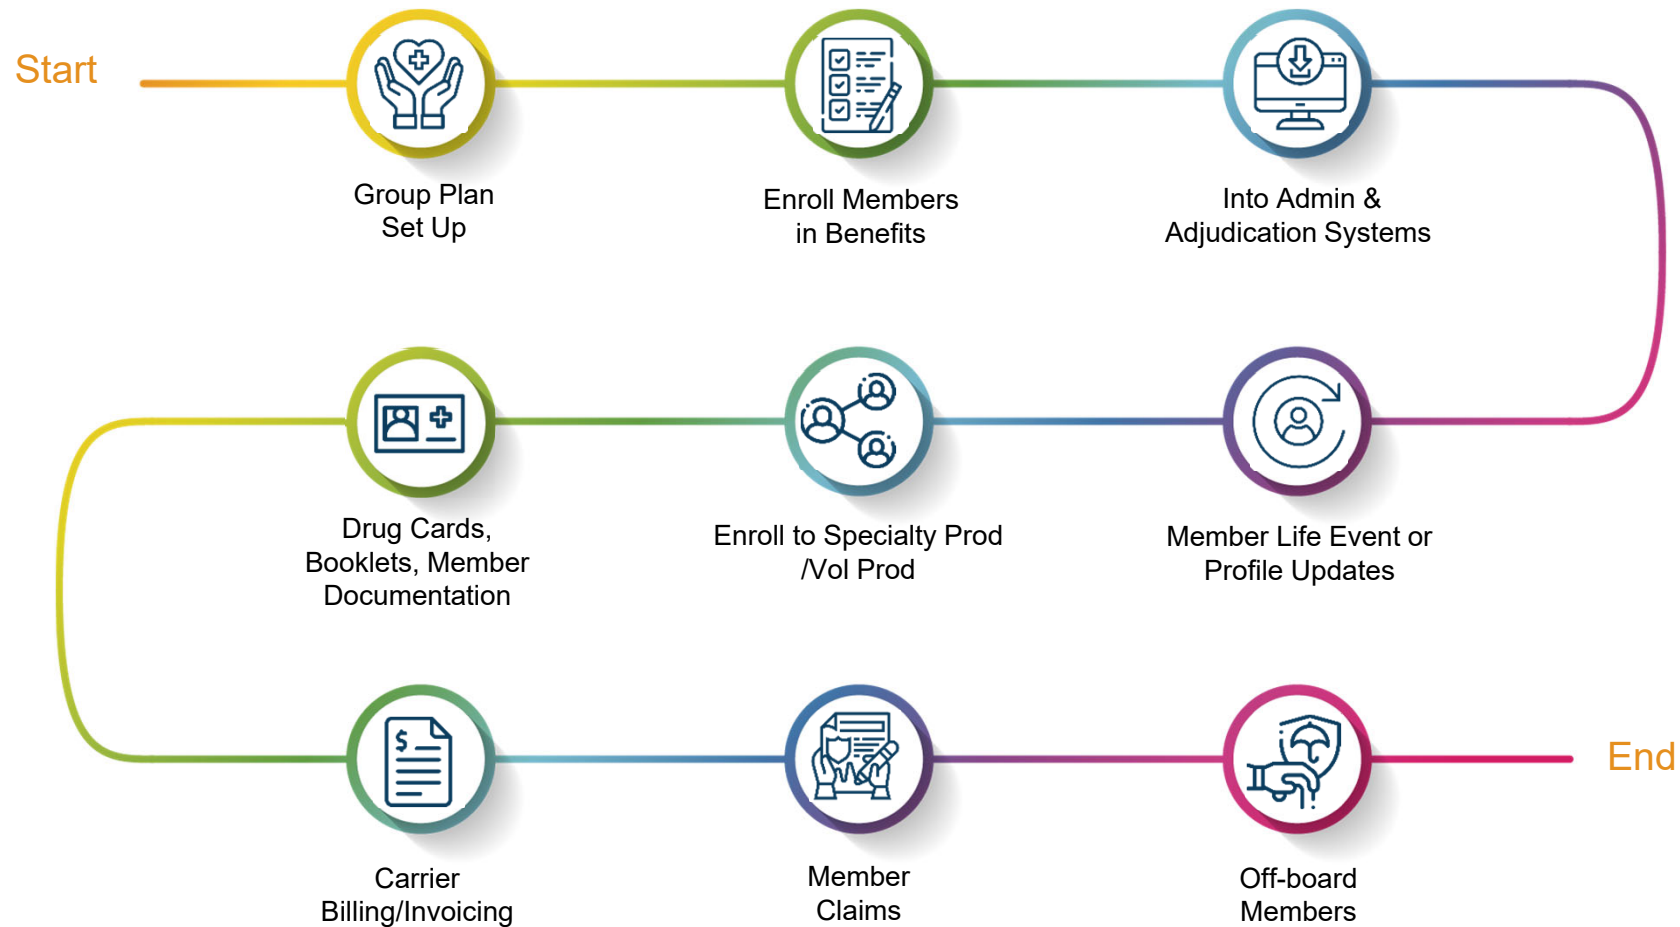 Start
Group Plan
Set Up
Enroll Members
in Benefits
Into Admin &
Adjudication Systems
Drug Cards,
Booklets, Member
Documentation
Enroll to Specialty Prod
/Vol Prod
Member Life Event or
Profile Updates
$
Carrier
Billing/Invoicing
Member
Claims
Off-board
Members
End